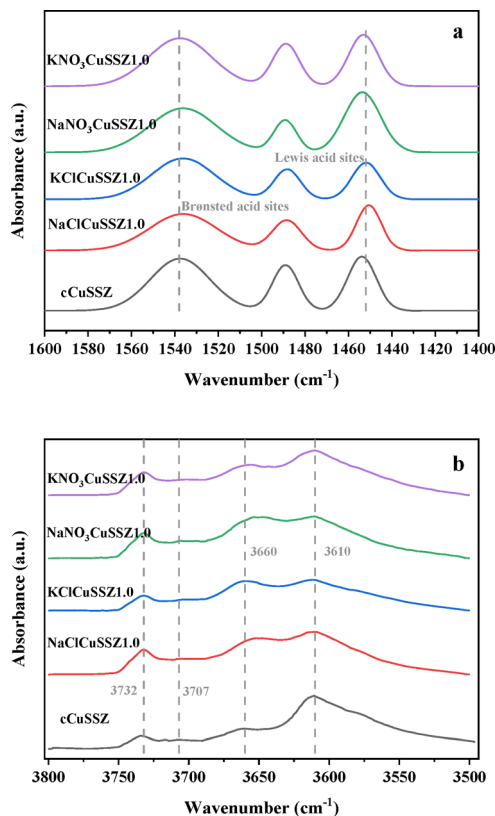 a
KNO₃CuSSZ1.0
NaNO₃CuSSZ1.0
Lewis acid sites
KClCuSSZ1.0
Brønsted acid sites
NaClCuSSZ1.0
cCuSSZ
Absorbance (a.u.)
1600 1580 1560 1540 1520 1500 1480 1460 1440 1420 1400
Wavenumber (cm⁻¹)
b
KNO₃CuSSZ1.0
NaNO₃CuSSZ1.0
3660 3610
KClCuSSZ1.0
NaClCuSSZ1.0
3732 3707
cCuSSZ
Absorbance (a.u.)
3800 3750 3700 3650 3600 3550 3500
Wavenumber (cm⁻¹)